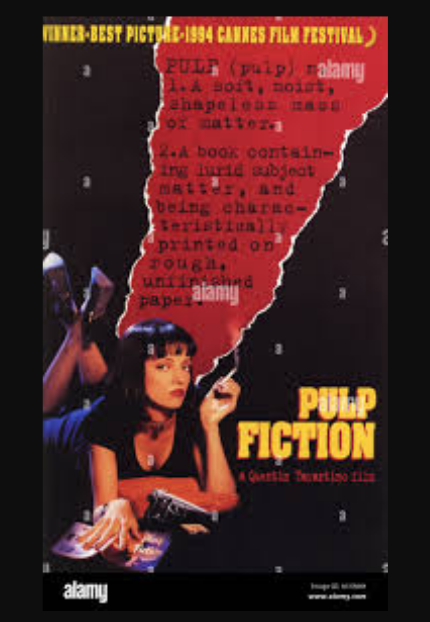 WINNER-BEST PICTURE-1994 CANNES FILM FESTIVAL
PULP (pulp) n.
1.A soft, moist,
shapeless mass
of matter.
2.A book contain-
ing lurid subject
matter, and
being charac-
teristically
printed on
rough,
unfinished
paper.
PULP
FICTION
a Quentin Tarantino film
alamy
www.alamy.com